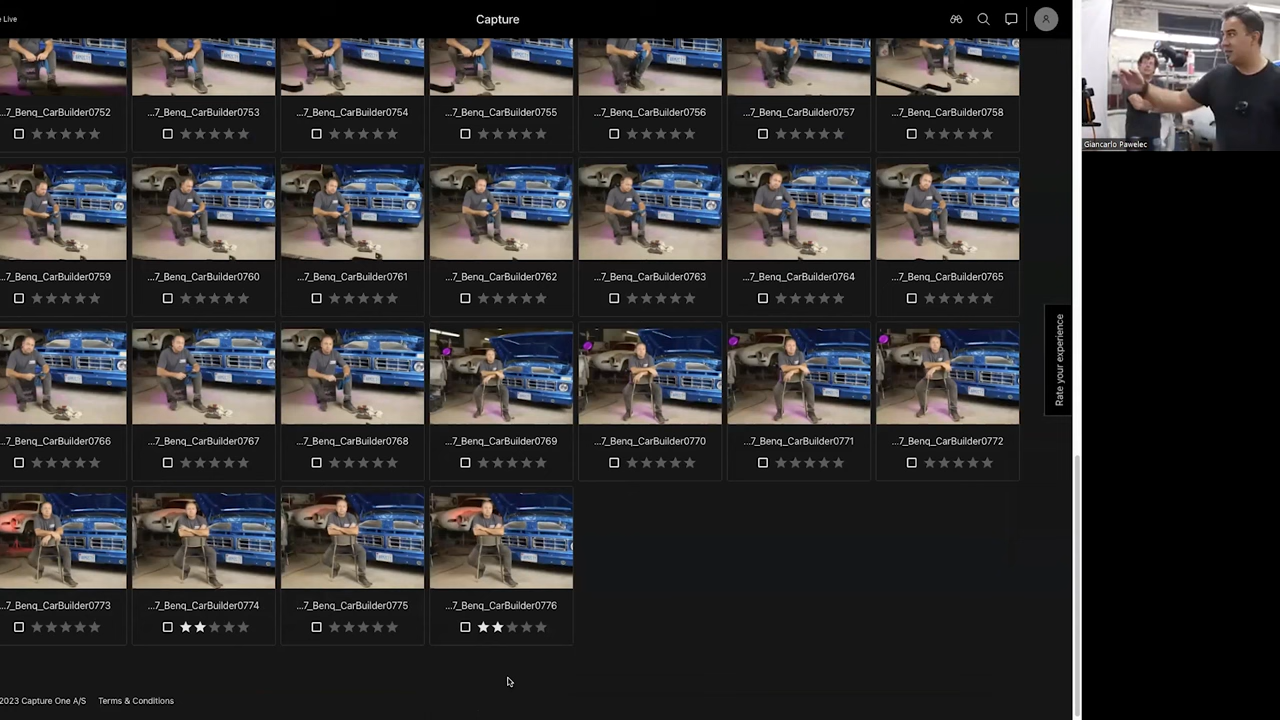 e Live
Capture
...7_Benq_CarBuilder0752
...7_Benq_CarBuilder0753
...7_Benq_CarBuilder0754
...7_Benq_CarBuilder0755
...7_Benq_CarBuilder0756
...7_Benq_CarBuilder0757
...7_Benq_CarBuilder0758
...7_Benq_CarBuilder0759
...7_Benq_CarBuilder0760
...7_Benq_CarBuilder0761
...7_Benq_CarBuilder0762
...7_Benq_CarBuilder0763
...7_Benq_CarBuilder0764
...7_Benq_CarBuilder0765
...7_Benq_CarBuilder0766
...7_Benq_CarBuilder0767
...7_Benq_CarBuilder0768
...7_Benq_CarBuilder0769
...7_Benq_CarBuilder0770
...7_Benq_CarBuilder0771
...7_Benq_CarBuilder0772
...7_Benq_CarBuilder0773
...7_Benq_CarBuilder0774
...7_Benq_CarBuilder0775
...7_Benq_CarBuilder0776
2023 Capture One A/S Terms & Conditions
Rate your experience
Giancarlo Pawelec